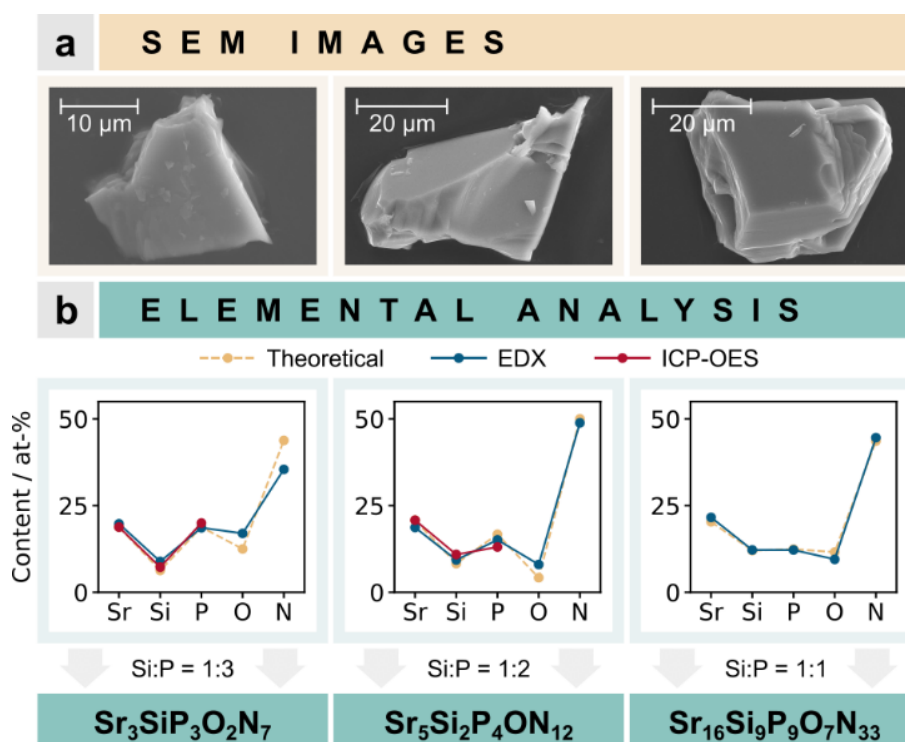 a SEM IMAGES
10 µm 20 µm 20 µm
b ELEMENTAL ANALYSIS
Theoretical EDX ICP-OES
Content / at-%
50 50 50
25 25 25
0 0 0
Sr Si P O N Sr Si P O N Sr Si P O N
Si:P = 1:3 Si:P = 1:2 Si:P = 1:1
Sr₃SiP₃O₂N₇ Sr₅Si₂P₄ON₁₂ Sr₁₆Si₉P₉O₇N₃₃